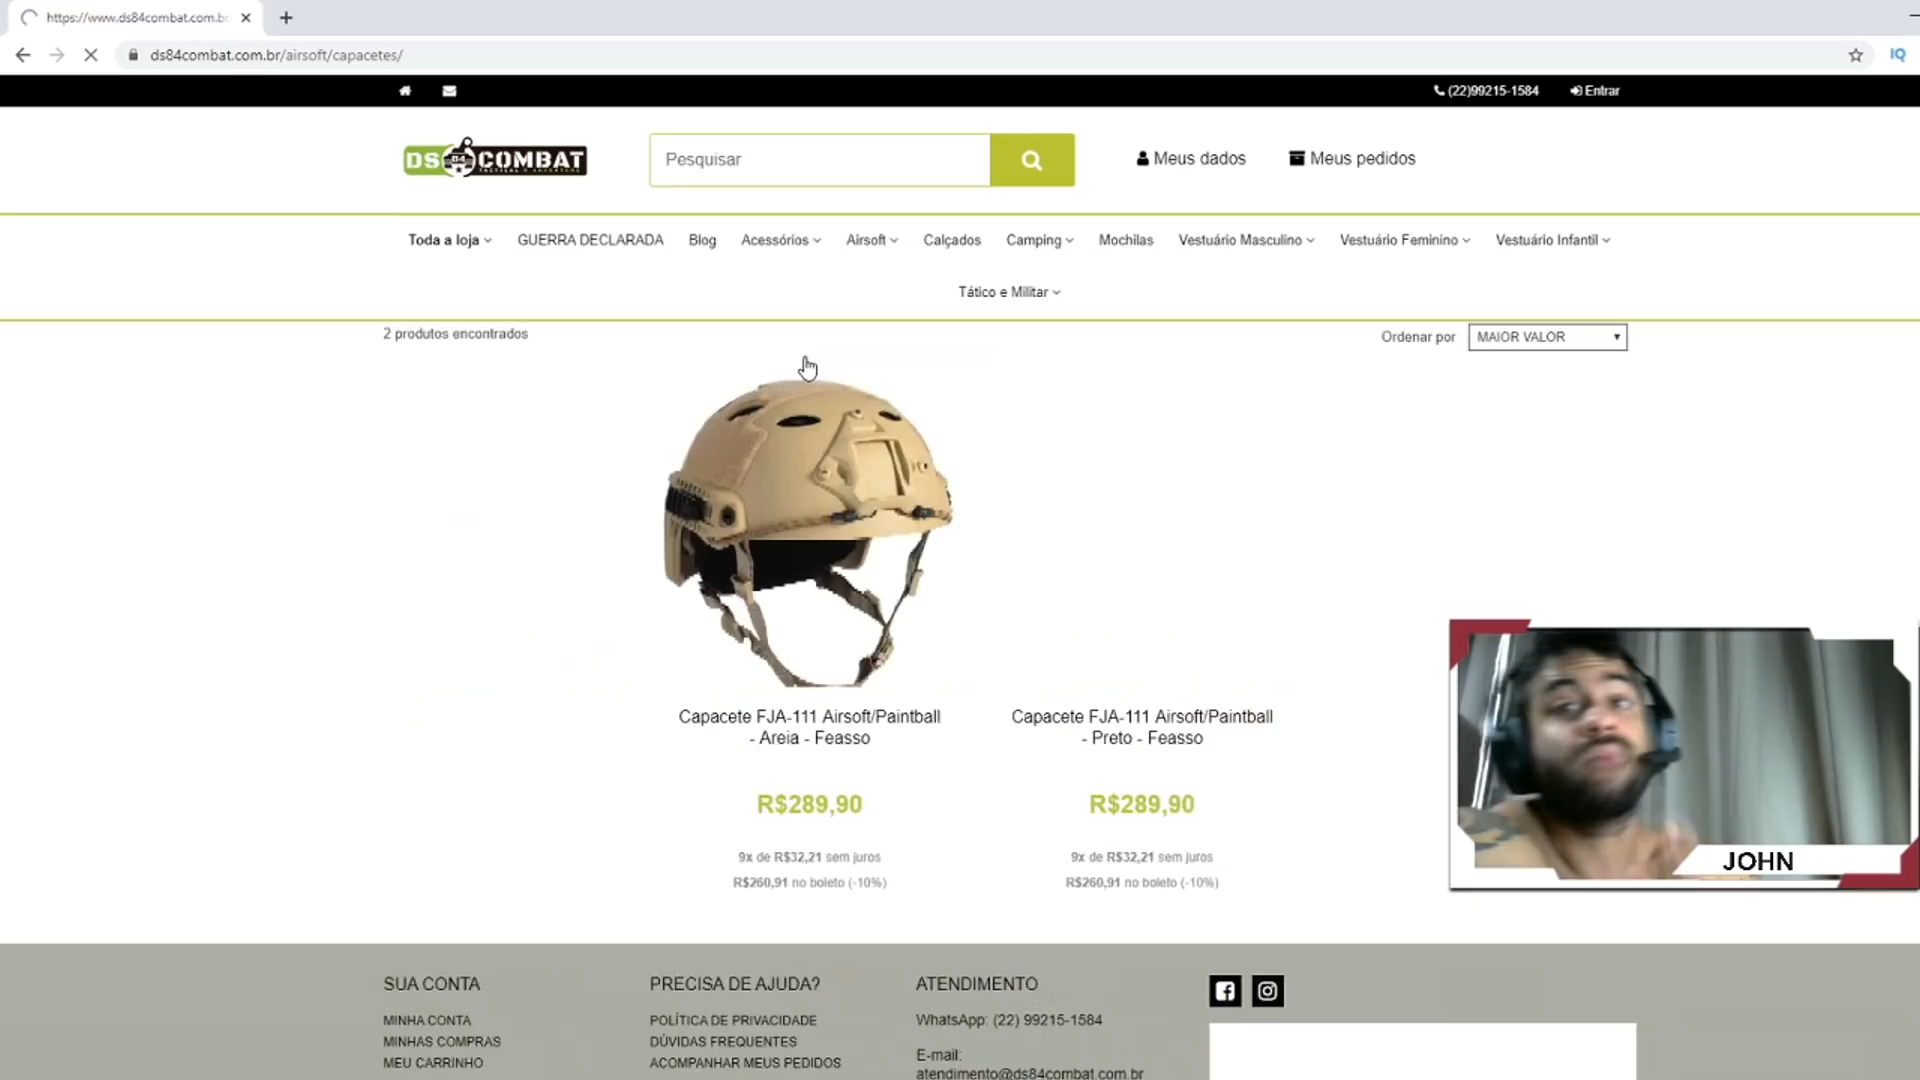 https://www.ds84combat.com.br
ds84combat.com.br/airsoft/capacetes/
IQ
(22)99215-1584
Entrar
DS 84 COMBAT
Pesquisar
Meus dados
Meus pedidos
Toda a loja
GUERRA DECLARADA
Blog
Acessórios
Airsoft
Calçados
Camping
Mochilas
Vestuário Masculino
Vestuário Feminino
Vestuário Infantil
Tático e Militar
2 produtos encontrados
Ordenar por
MAIOR VALOR
Capacete FJA-111 Airsoft/Paintball
- Areia - Feasso
R$289,90
9x de R$32,21 sem juros
R$260,91 no boleto (-10%)
Capacete FJA-111 Airsoft/Paintball
- Preto - Feasso
R$289,90
9x de R$32,21 sem juros
R$260,91 no boleto (-10%)
JOHN
SUA CONTA
MINHA CONTA
MINHAS COMPRAS
MEU CARRINHO
PRECISA DE AJUDA?
POLÍTICA DE PRIVACIDADE
DÚVIDAS FREQUENTES
ACOMPANHAR MEUS PEDIDOS
ATENDIMENTO
WhatsApp: (22) 99215-1584
E-mail:
atendimento@ds84combat.com.br